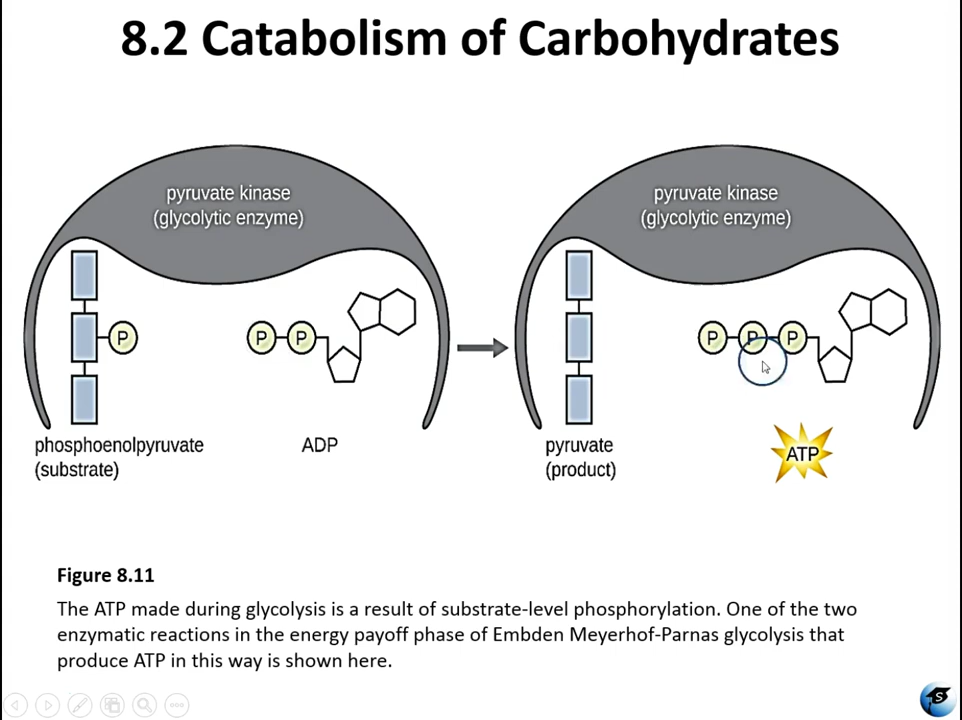 8.2 Catabolism of Carbohydrates
pyruvate kinase
(glycolytic enzyme)
P
P
P
phosphoenolpyruvate
(substrate)
ADP
pyruvate kinase
(glycolytic enzyme)
P
P
P
pyruvate
(product)
ATP
Figure 8.11
The ATP made during glycolysis is a result of substrate-level phosphorylation. One of the two
enzymatic reactions in the energy payoff phase of Embden Meyerhof-Parnas glycolysis that
produce ATP in this way is shown here.
S